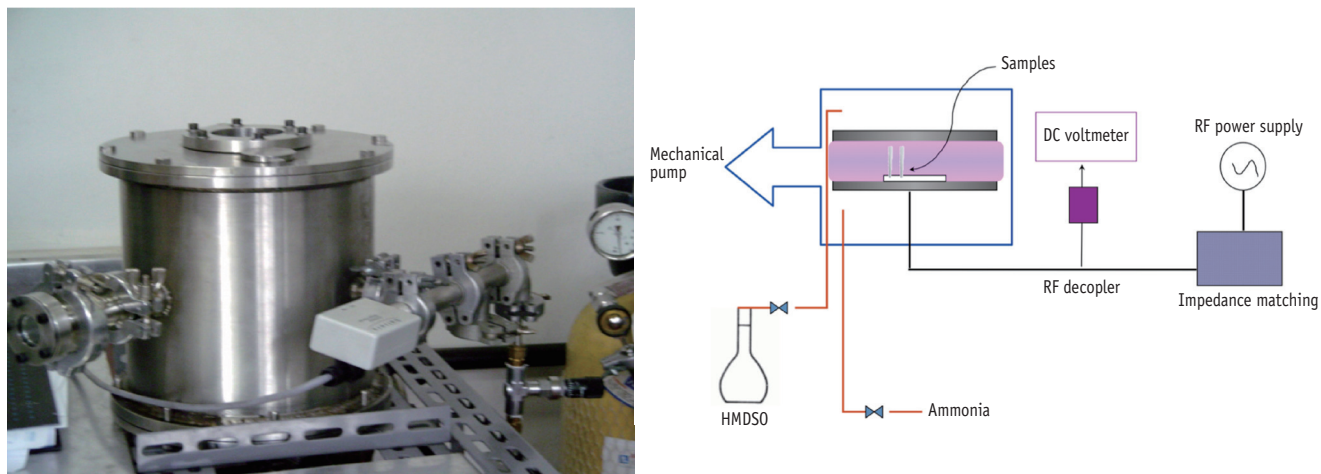 Samples
Mechanical
pump
DC voltmeter
RF power supply
RF decopler
Impedance matching
HMDSO
Ammonia